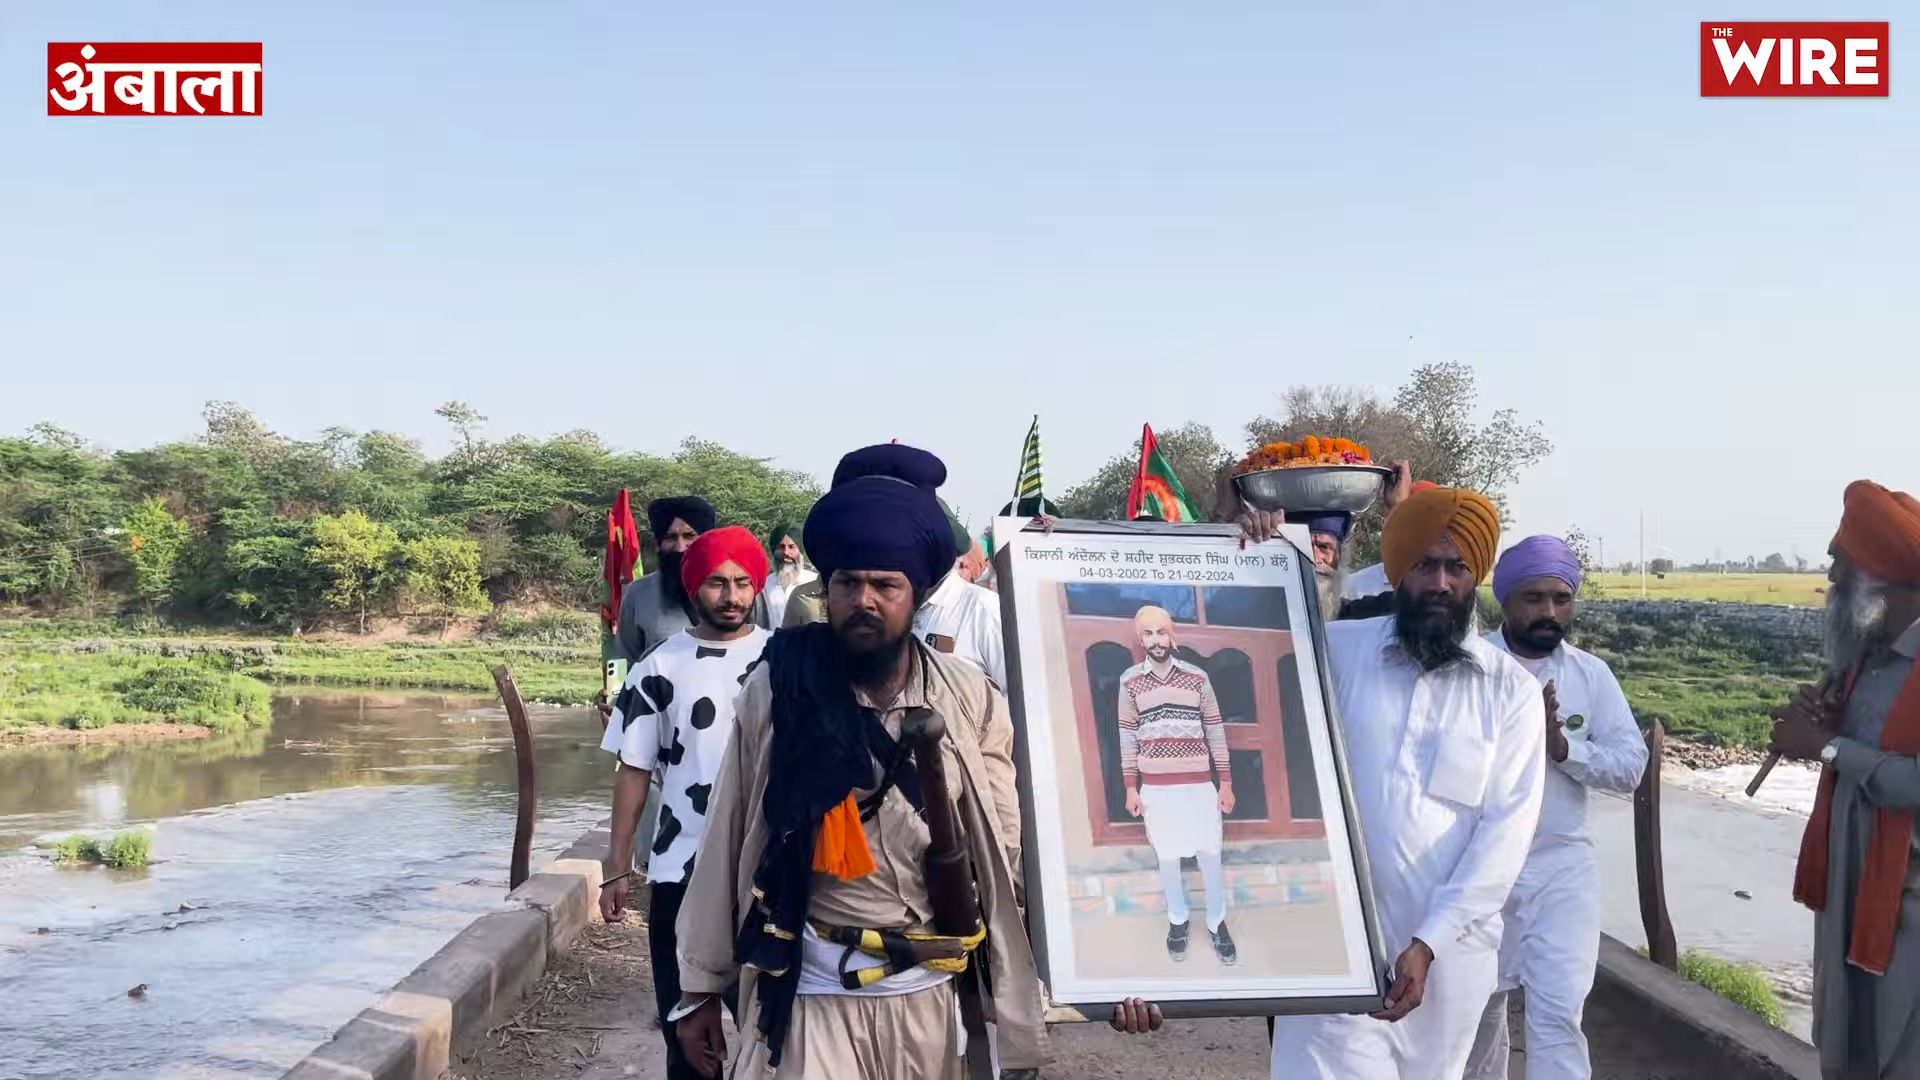 अंबाला
THE WIRE
ਕਿਸਾਨੀ ਅੰਦੋਲਨ ਦੇ ਸ਼ਹੀਦ ਸ਼ੁਭਕਰਨ ਸਿੰਘ (ਮਾਨ) ਬੱਲ੍ਹੋ
04-03-2002 To 21-02-2024